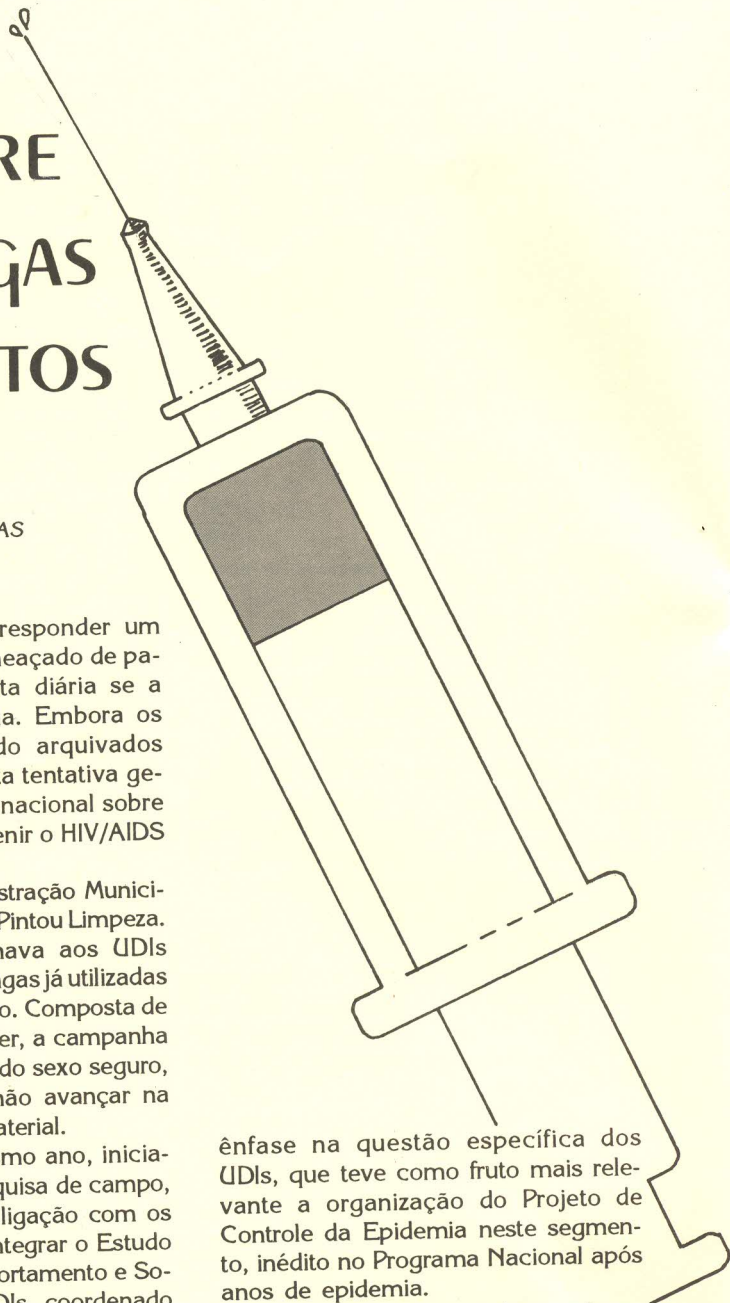 RE
GAS
TOS
AS
responder um
neaçado de pa-
ta diária se a
a. Embora os
do arquivados
a tentativa ge-
nacional sobre
enir o HIV/AIDS
stração Munici-
Pintou Limpeza.
nava aos UDIs
ngas já utilizadas
o. Composta de
er, a campanha
do sexo seguro,
não avançar na
aterial.
mo ano, inicia-
quisa de campo,
ligação com os
ntegrar o Estudo
ortamento e So-
DIs, coordenado
ênfase na questão específica dos
UDIs, que teve como fruto mais rele-
vante a organização do Projeto de
Controle da Epidemia neste segmen-
to, inédito no Programa Nacional após
anos de epidemia.